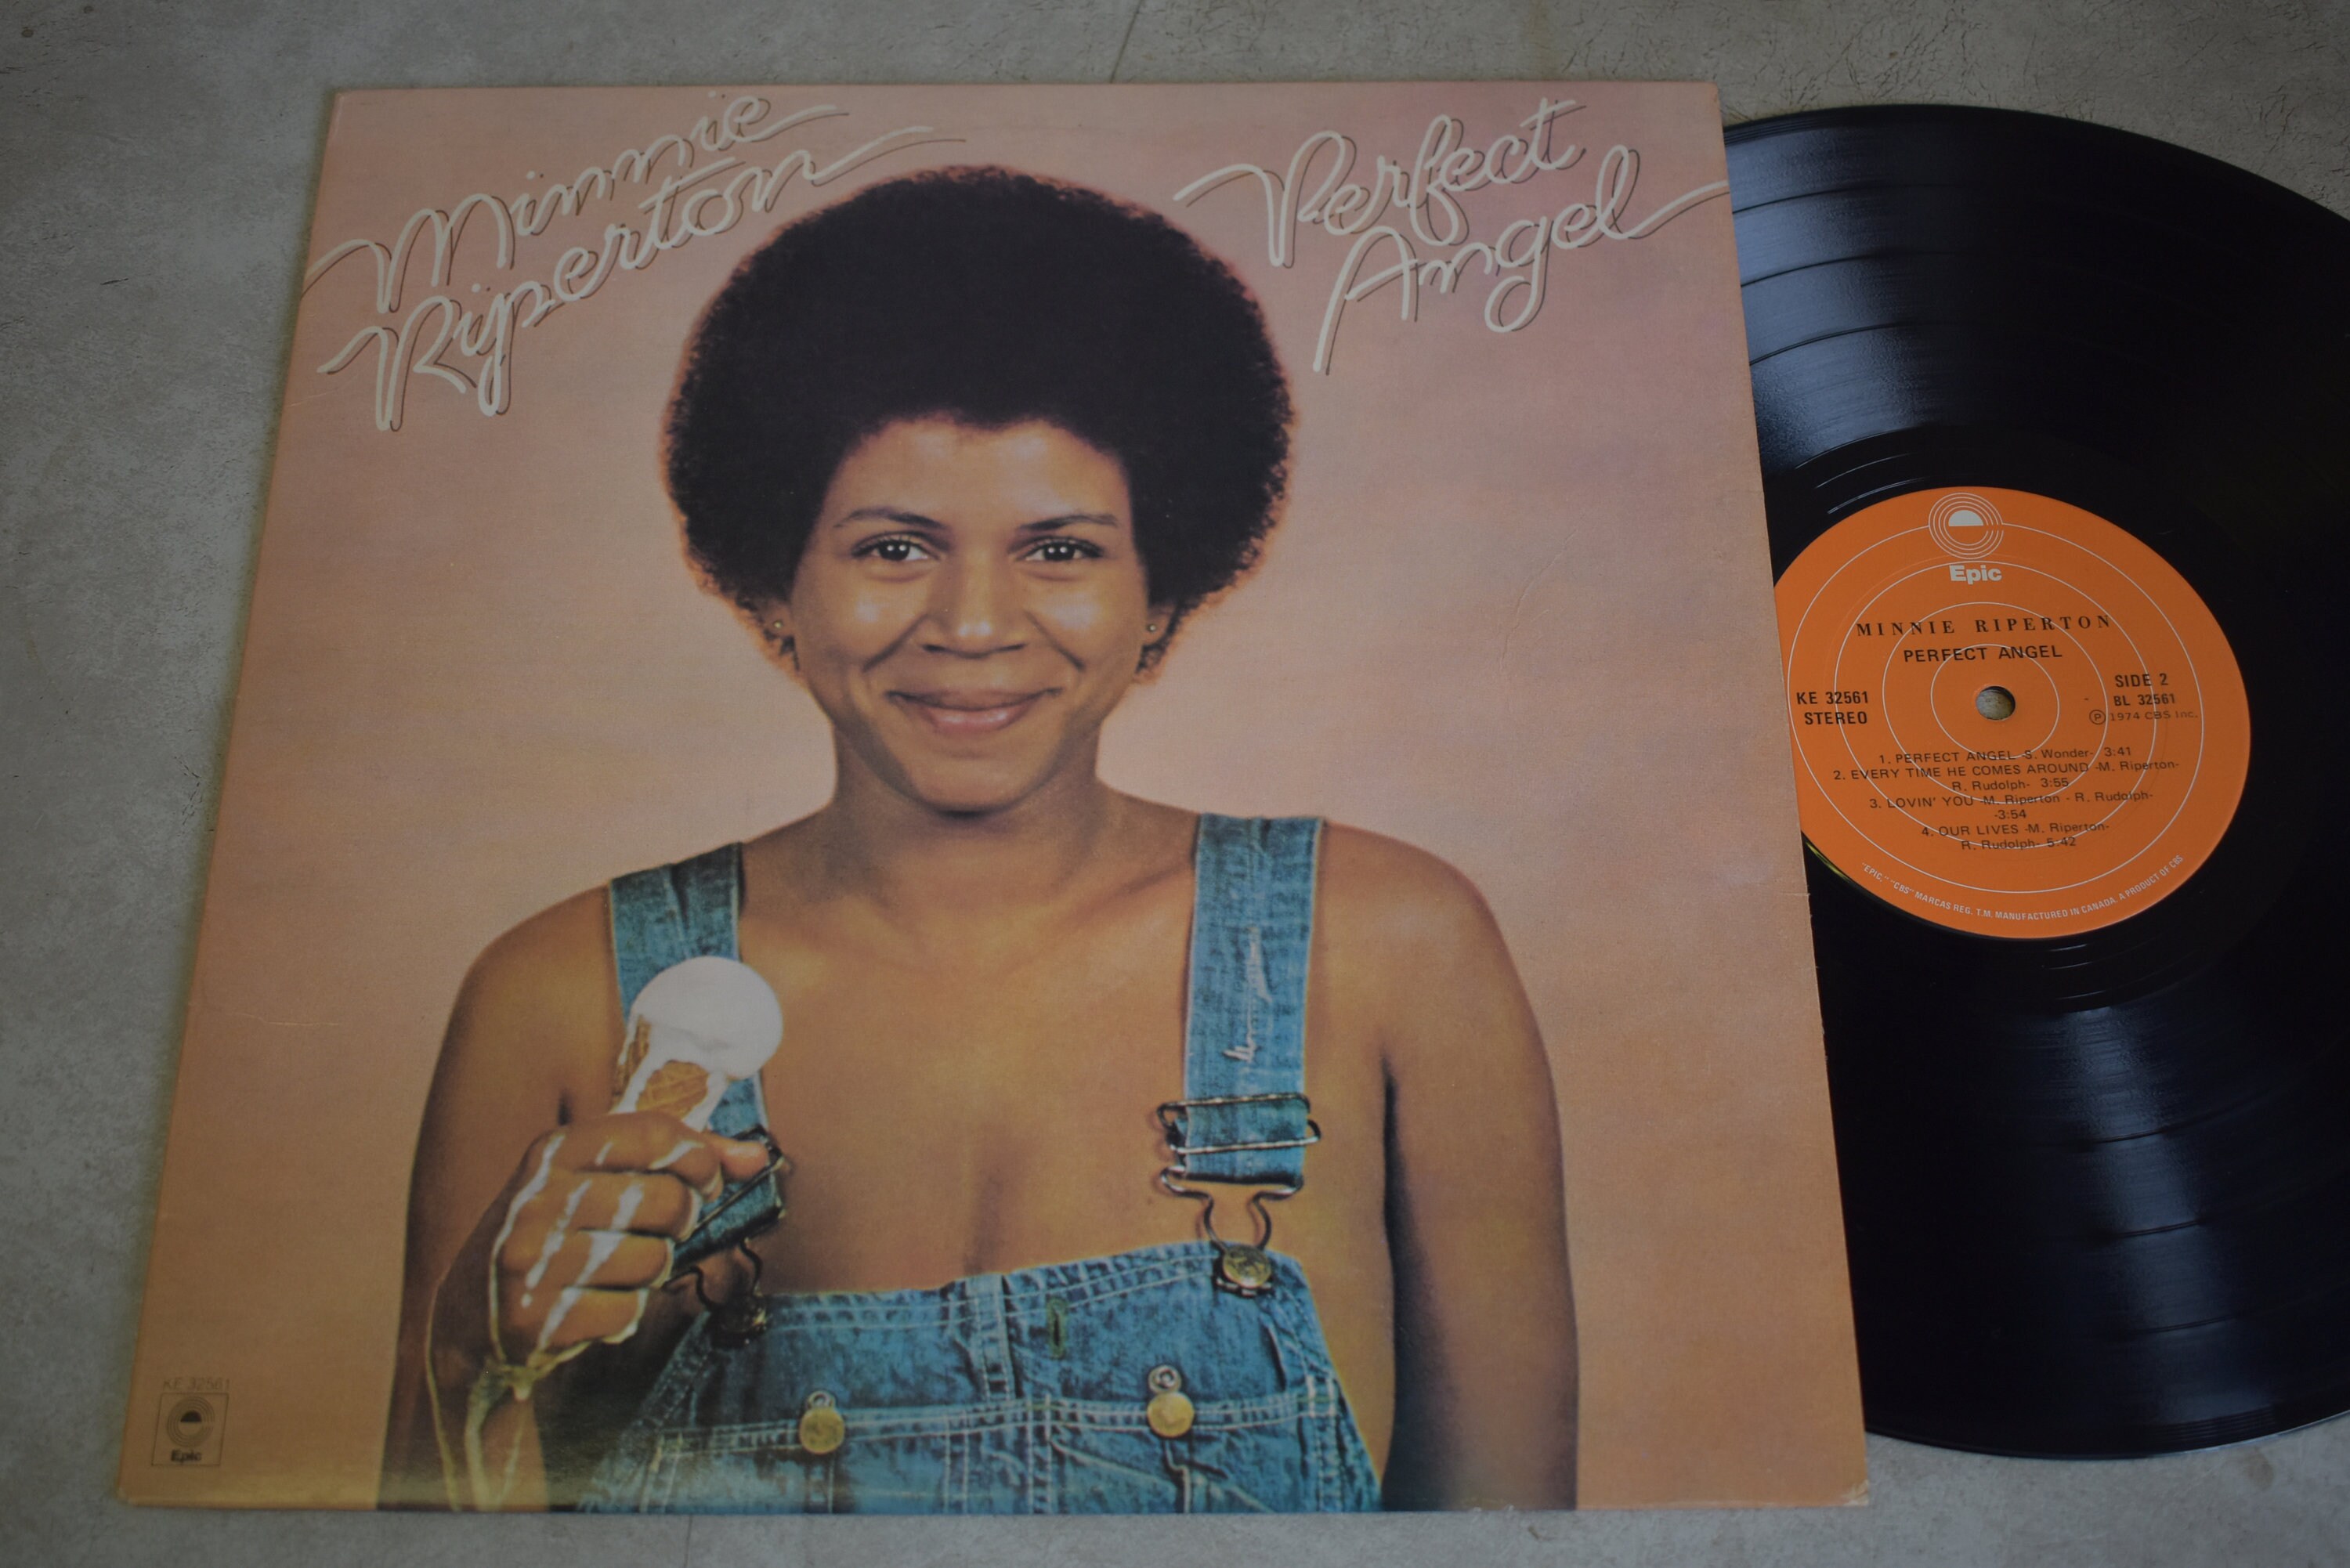 Minnie
Riperton
Perfect
Angel
KE 32561
Epic
Epic
MINNIE RIPERTON
PERFECT ANGEL
KE 32561
STEREO
SIDE 2
BL 32561
Ⓟ 1974 CBS Inc.
1. PERFECT ANGEL -S. Wonder- 3:41
2. EVERY TIME HE COMES AROUND -M. Riperton-
R. Rudolph- 3:55
3. LOVIN' YOU -M. Riperton - R. Rudolph-
-3:54
4. OUR LIVES -M. Riperton-
R. Rudolph- 5:42
"EPIC," "CBS" MARCAS REG. T.M. MANUFACTURED IN CANADA. A PRODUCT OF CBS